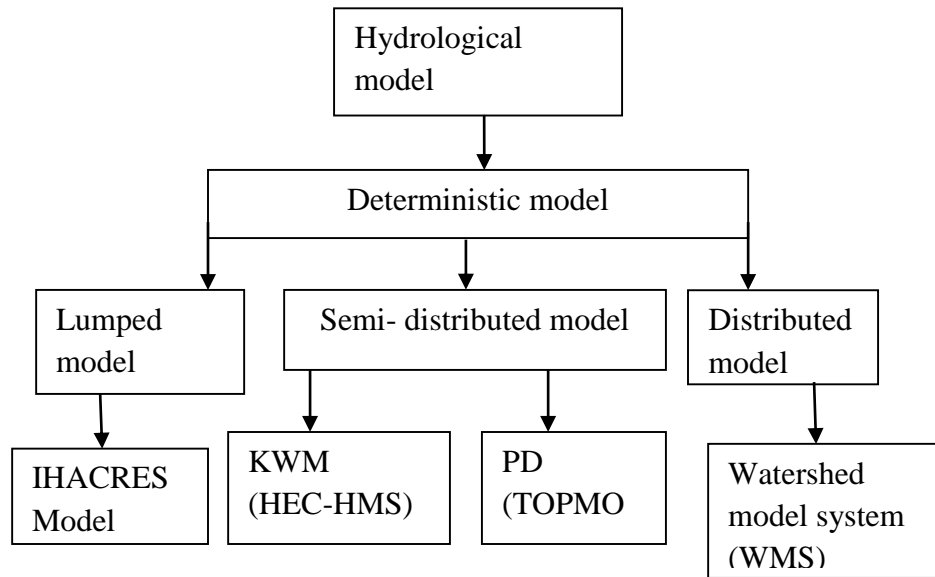 Hydrological
model
Deterministic model
Lumped
model
Semi- distributed model
Distributed
model
IHACRES
Model
KWM
(HEC-HMS)
PD
(TOPMO
Watershed
model system
(WMS)